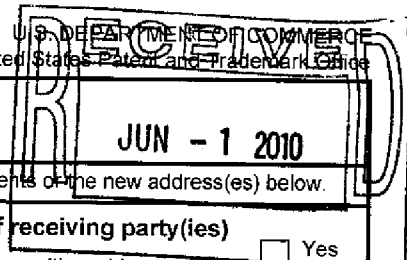 U.S. DEPARTMENT OF COMMERCE
ted States Patent and Trademark Office
RECEIVED
JUN - 1 2010
ents or the new address(es) below.
receiving party(ies)
Yes